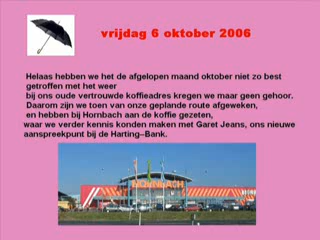 vrijdag 6 oktober 2006
Helaas hebben we het de afgelopen maand oktober niet zo best
getroffen met het weer
bij ons oude vertrouwde koffieadres kregen we maar geen gehoor.
Daarom zijn we toen van onze geplande route afgeweken,
en hebben bij Hornbach aan de koffie gezeten,
waar we verder kennis konden maken met Garet Jeans, ons nieuwe
aanspreekpunt bij de Harting–Bank.
HORNBACH